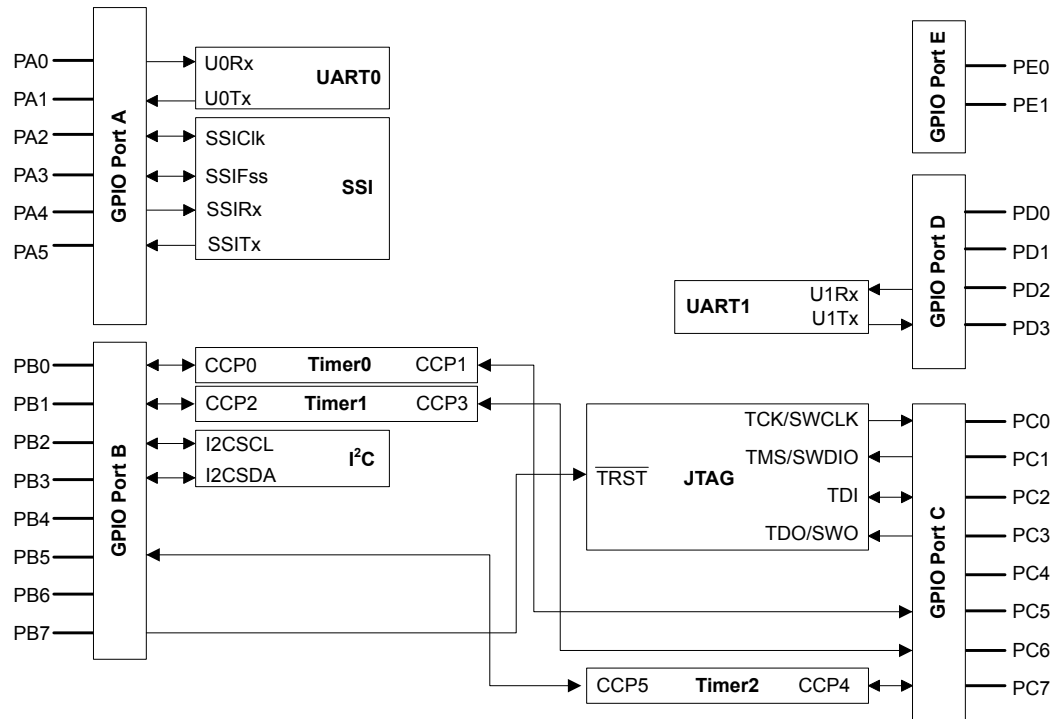 PA0
PA1
PA2
PA3
PA4
PA5
GPIO Port A
U0Rx
U0Tx
UART0
SSIClk
SSIFss
SSIRx
SSITx
SSI
GPIO Port E
PE0
PE1
GPIO Port D
PD0
PD1
PD2
PD3
UART1
U1Rx
U1Tx
PB0
PB1
PB2
PB3
PB4
PB5
PB6
PB7
GPIO Port B
CCP0 Timer0 CCP1
CCP2 Timer1 CCP3
I2CSCL
I2CSDA
I²C
TCK/SWCLK
TMS/SWDIO
TRST JTAG
TDI
TDO/SWO
GPIO Port C
PC0
PC1
PC2
PC3
PC4
PC5
PC6
PC7
CCP5 Timer2 CCP4